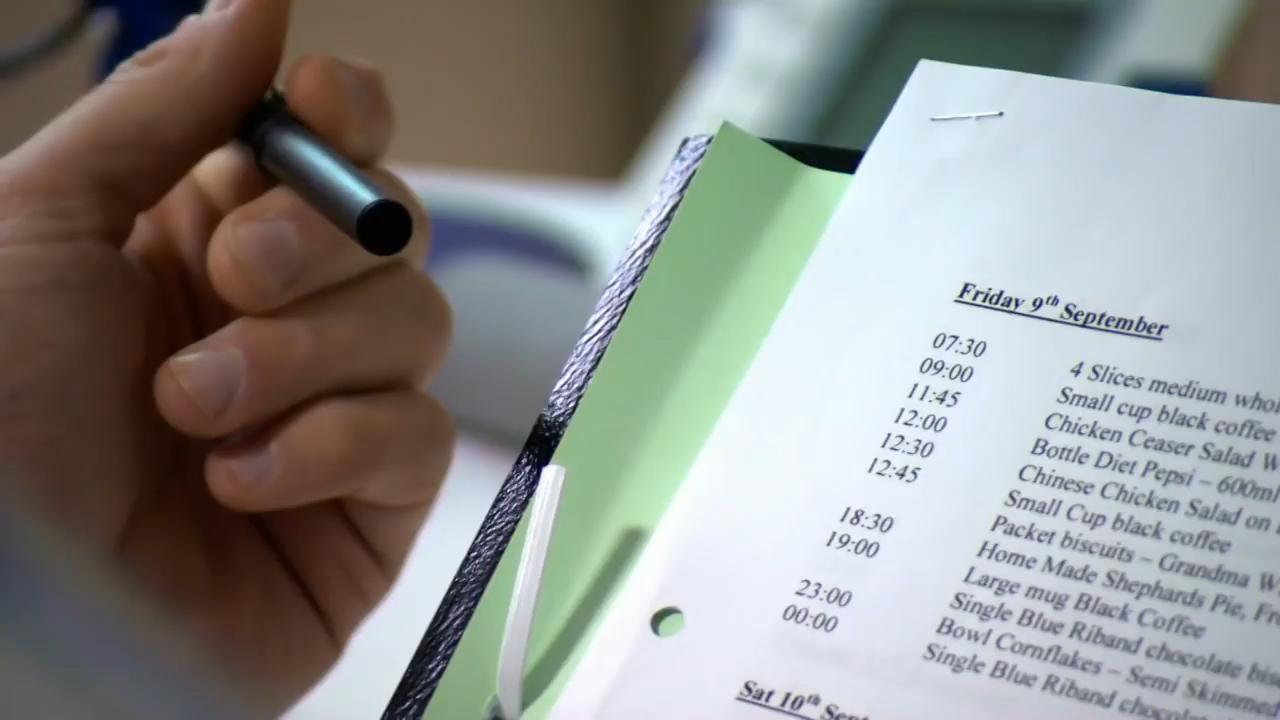 Friday 9th September
07:30 4 Slices medium whol
09:00 Small cup black coffee
11:45 Chicken Ceaser Salad W
12:00 Bottle Diet Pepsi – 600ml
12:30 Chinese Chicken Salad on
12:45 Small Cup black coffee
Packet biscuits – Grandma W
18:30 Home Made Shephards Pie, Fr
19:00 Large mug Black Coffee
Single Blue Riband chocolate bis
23:00 Bowl Cornflakes – Semi Skimmed
00:00 Single Blue Riband chocol
Sat 10th Sept